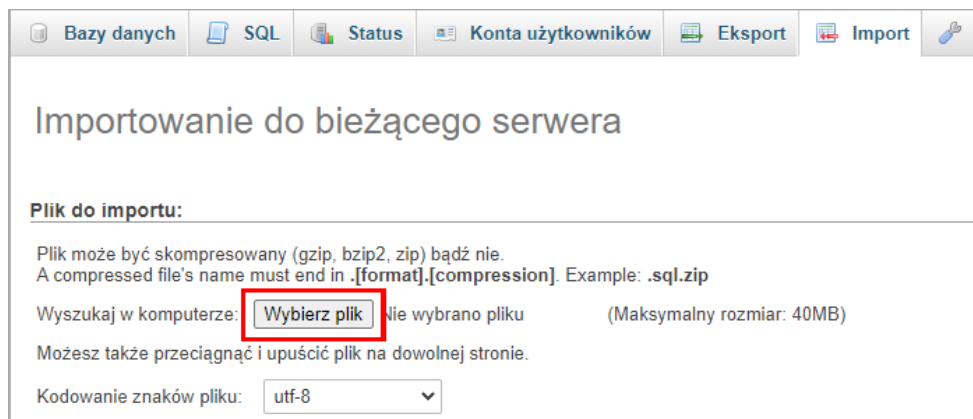 Bazy danych SQL Status Konta użytkowników Eksport Import
Importowanie do bieżącego serwera
Plik do importu:
Plik może być skompresowany (gzip, bzip2, zip) bądź nie.
A compressed file's name must end in .[format].[compression]. Example: .sql.zip
Wyszukaj w komputerze: Wybierz plik Nie wybrano pliku (Maksymalny rozmiar: 40MB)
Możesz także przeciągnąć i upuścić plik na dowolnej stronie.
Kodowanie znaków pliku: utf-8